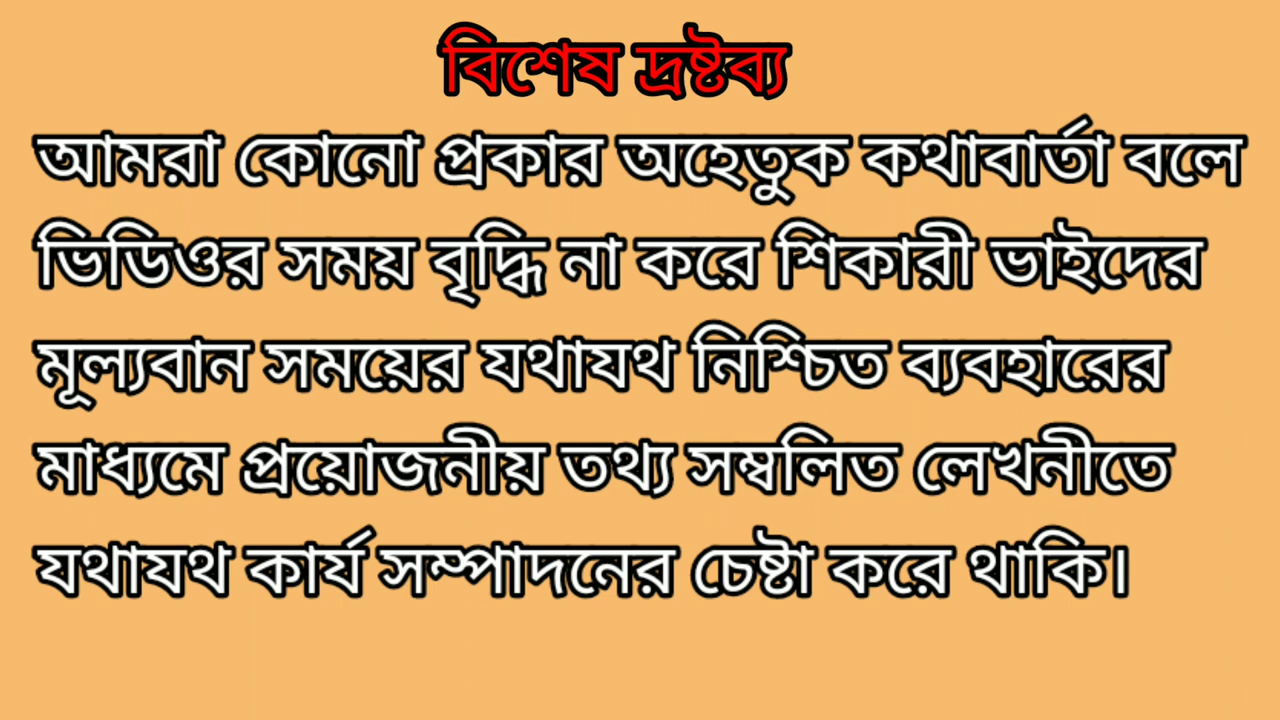 বিশেষ দ্রষ্টব্য
আমরা কোনো প্রকার অহেতুক কথাবার্তা বলে
ভিডিওর সময় বৃদ্ধি না করে শিকারী ভাইদের
মূল্যবান সময়ের যথাযথ নিশ্চিত ব্যবহারের
মাধ্যমে প্রয়োজনীয় তথ্য সম্বলিত লেখনীতে
যথাযথ কার্য সম্পাদনের চেষ্টা করে থাকি।